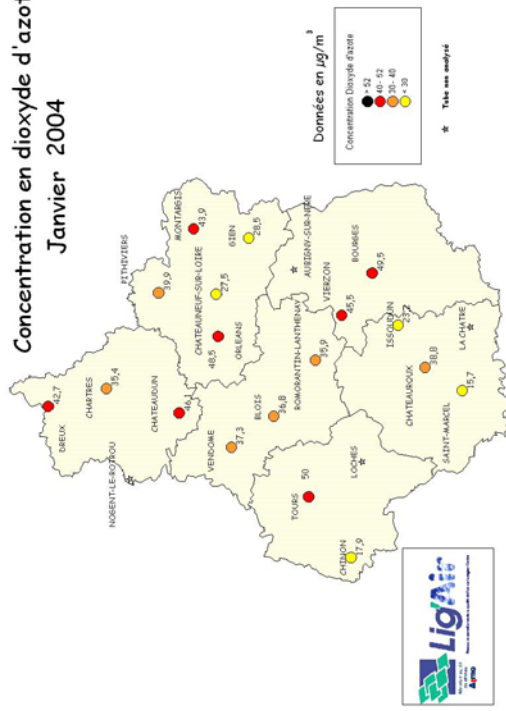 Concentration en dioxyde d'azote
Janvier 2004
Données en µg/m³
Concentration Dioxyde d'azote
> 52
40 - 52
30 - 40
< 30
Tube non analysé
DREUX
42,7
CHARTRES
35,4
NOGENT-LE-ROTROU
CHATEAUDUN
46,1
PITHIVIERS
39,9
MONTARGIS
43,9
CHATEAUNEUF-SUR-LOIRE
27,5
GIEN
28,5
48,5
ORLEANS
VENDOME
37,3
BLOIS
36,8
ROMORANTIN-LANTHENAY
35,9
AUBIGNY-SUR-NERE
VIERZON
45,5
BOURGES
49,5
TOURS
50
LOCHES
CHINON
17,9
ISSOUDUN
23,2
CHATEAUROUX
38,8
SAINT-MARCEL
15,7
LA CHATRE
Lig'Air